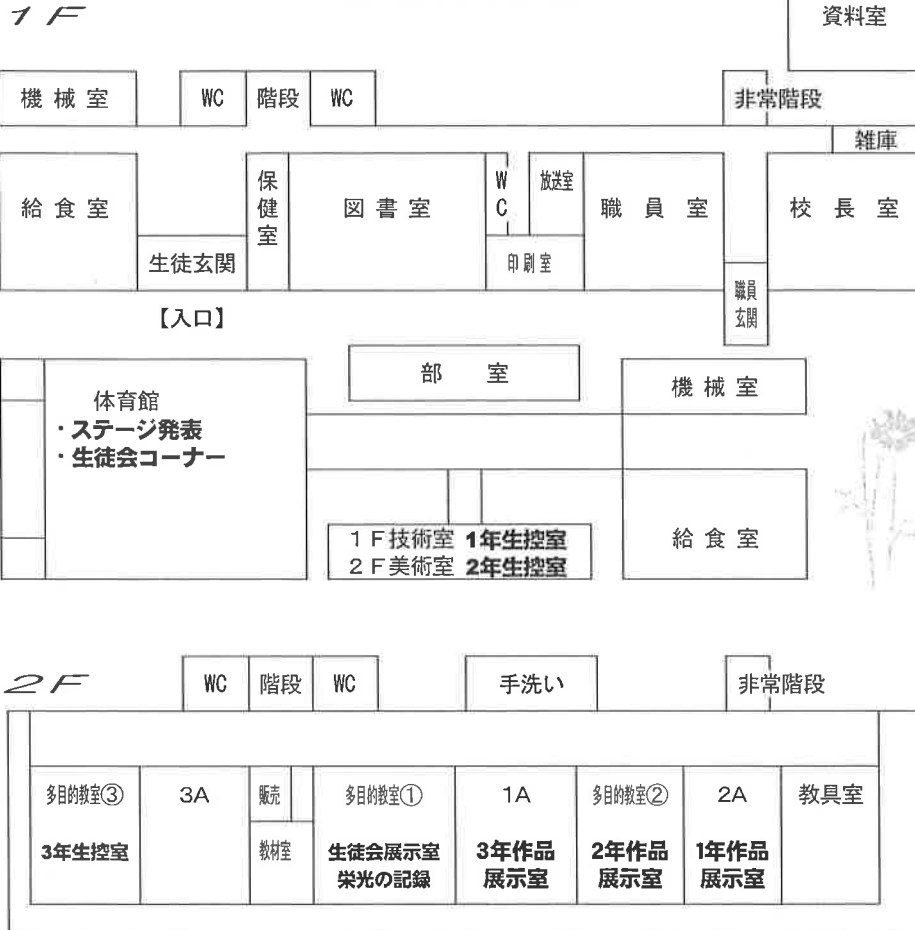 1F
資料室
機械室
WC
階段
WC
非常階段
雑庫
給食室
生徒玄関
保健室
図書室
WC
放送室
印刷室
職員室
職員
玄関
校長室
【入口】
部室
機械室
体育館
・ステージ発表
・生徒会コーナー
1F技術室 1年生控室
2F美術室 2年生控室
給食室
2F
WC
階段
WC
手洗い
非常階段
多目的教室③
3年生控室
3A
販売
教材室
多目的教室①
生徒会展示室
栄光の記録
1A
3年作品
展示室
多目的教室②
2年作品
展示室
2A
1年作品
展示室
教具室